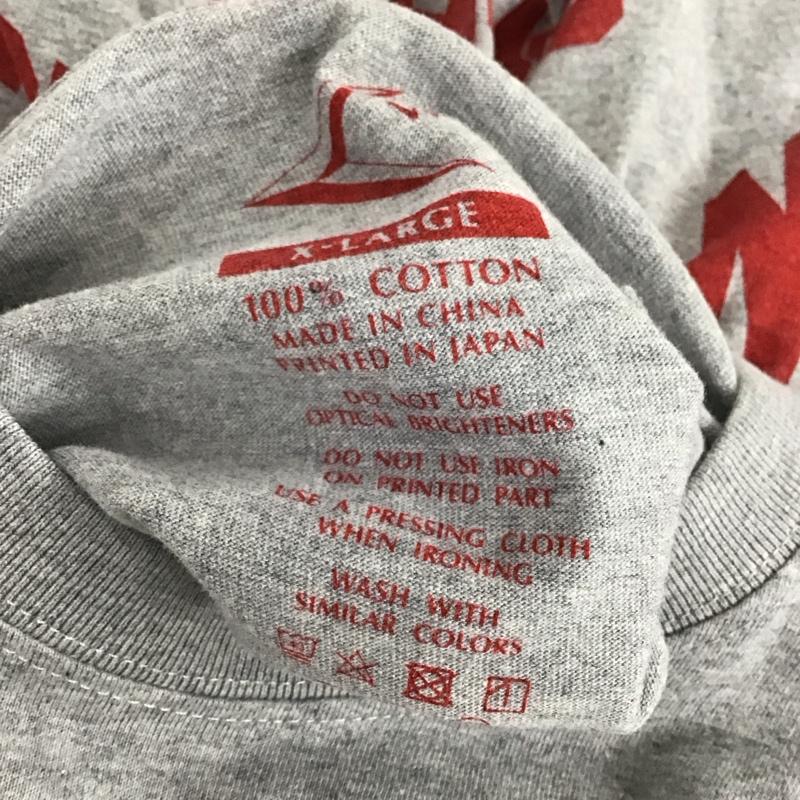 X-LARGE
100% COTTON
MADE IN CHINA
PRINTED IN JAPAN
DO NOT USE
OPTICAL BRIGHTENERS
DO NOT USE IRON
ON PRINTED PART
USE A PRESSING CLOTH
WHEN IRONING
WASH WITH
SIMILAR COLORS